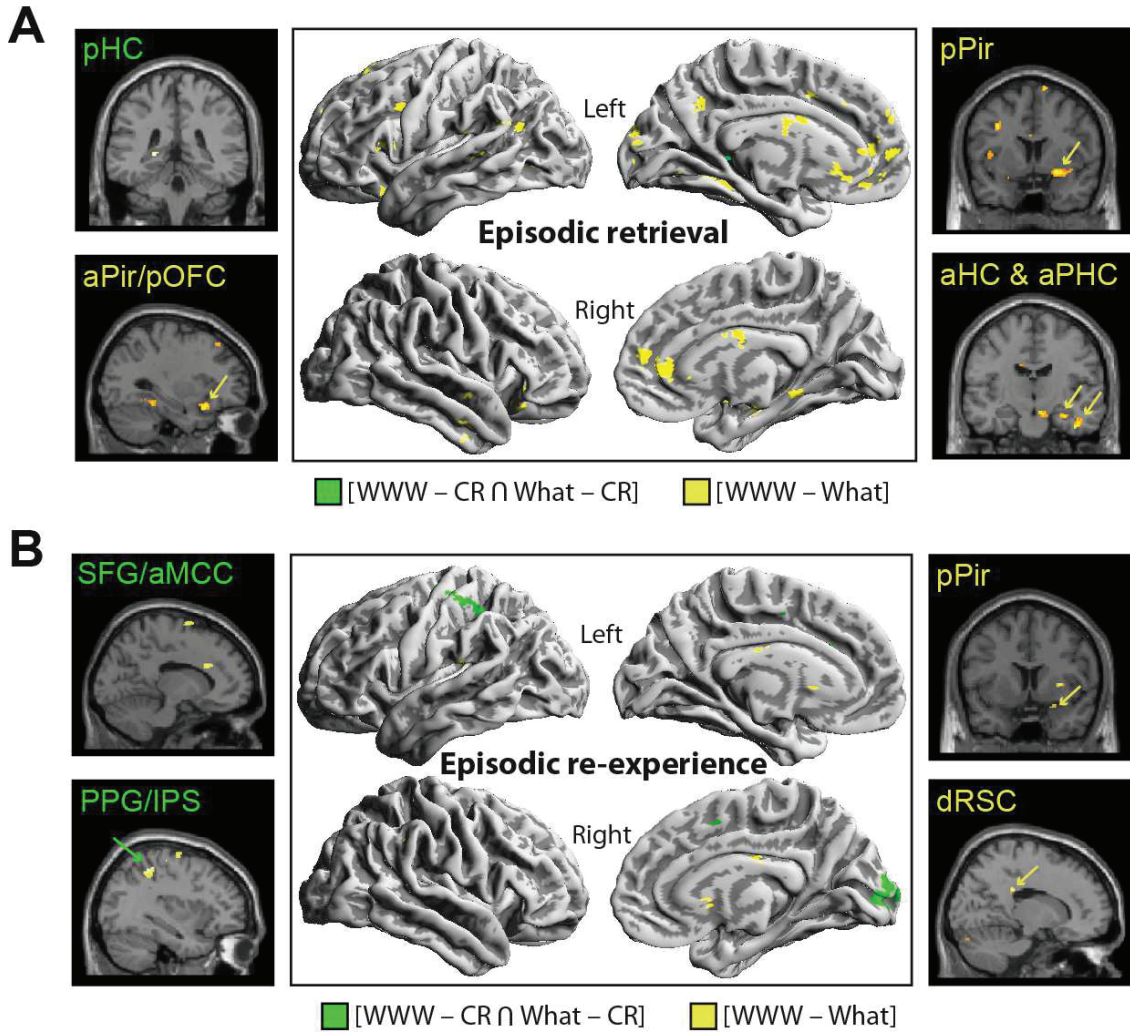 A
pHC
pPir
Left
Episodic retrieval
aPir/pOFC
Right
aHC & aPHC
[WWW – CR ∩ What – CR]
[WWW – What]
B
SFG/aMCC
pPir
Left
Episodic re-experience
PPG/IPS
Right
dRSC
[WWW – CR ∩ What – CR]
[WWW – What]